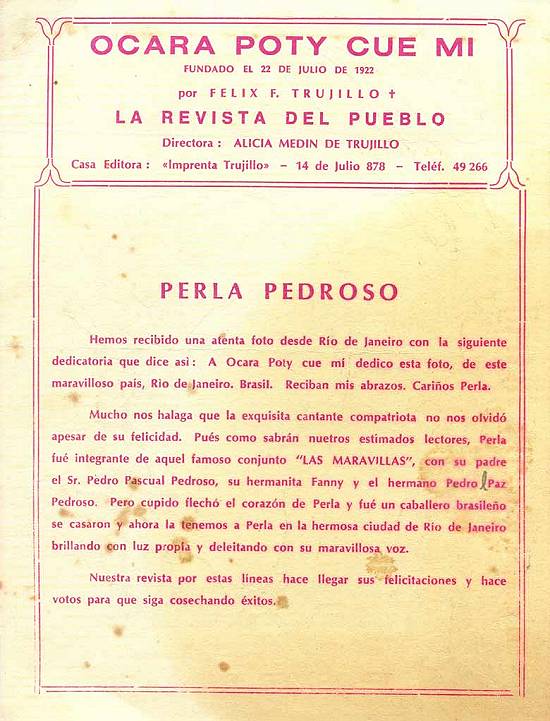 OCARA POTY CUE MI
FUNDADO EL 22 DE JULIO DE 1922
por FELIX F. TRUJILLO †
LA REVISTA DEL PUEBLO
Directora : ALICIA MEDIN DE TRUJILLO
Casa Editora : «Imprenta Trujillo» – 14 de Julio 878 – Teléf. 49 266
PERLA PEDROSO
Hemos recibido una atenta foto desde Río de Janeiro con la siguiente
dedicatoria que dice asi : A Ocara Poty cue mí dedico esta foto, de este
maravilloso país, Rio de Janeiro. Brasil. Reciban mis abrazos. Cariños Perla.
Mucho nos halaga que la exquisita cantante compatriota no nos olvidó
apesar de su felicidad. Pués como sabrán nuetros estimados lectores, Perla
fué integrante de aquel famoso conjunto "LAS MARAVILLAS", con su padre
el Sr. Pedro Pascual Pedroso, su hermanita Fanny y el hermano Pedro Paz
Pedroso. Pero cupido flechó el corazón de Perla y fué un caballero brasileño
se casaron y ahora la tenemos a Perla en la hermosa ciudad de Río de Janeiro
brillando con luz propia y deleitando con su maravillosa voz.
Nuestra revista por estas líneas hace llegar sus felicitaciones y hace
votos para que siga cosechando éxitos.